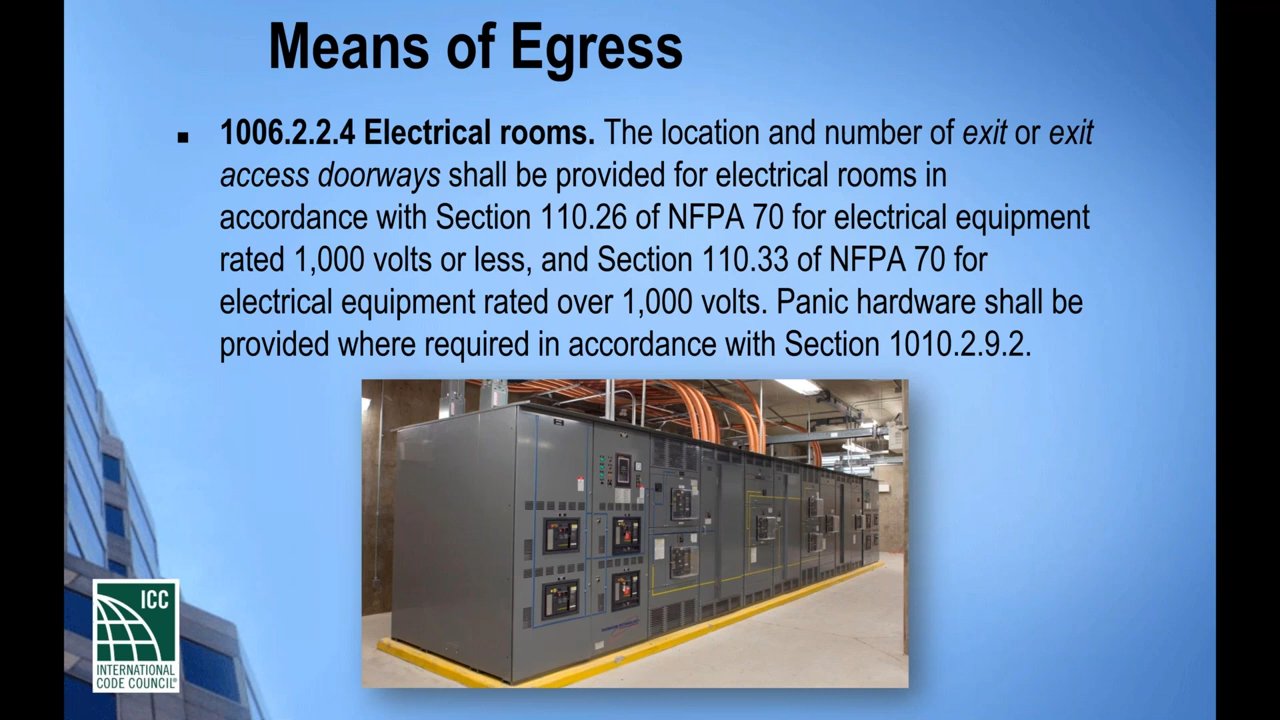 Means of Egress
▪ 1006.2.2.4 Electrical rooms. The location and number of exit or exit
access doorways shall be provided for electrical rooms in
accordance with Section 110.26 of NFPA 70 for electrical equipment
rated 1,000 volts or less, and Section 110.33 of NFPA 70 for
electrical equipment rated over 1,000 volts. Panic hardware shall be
provided where required in accordance with Section 1010.2.9.2.
ICC
INTERNATIONAL
CODE COUNCIL®